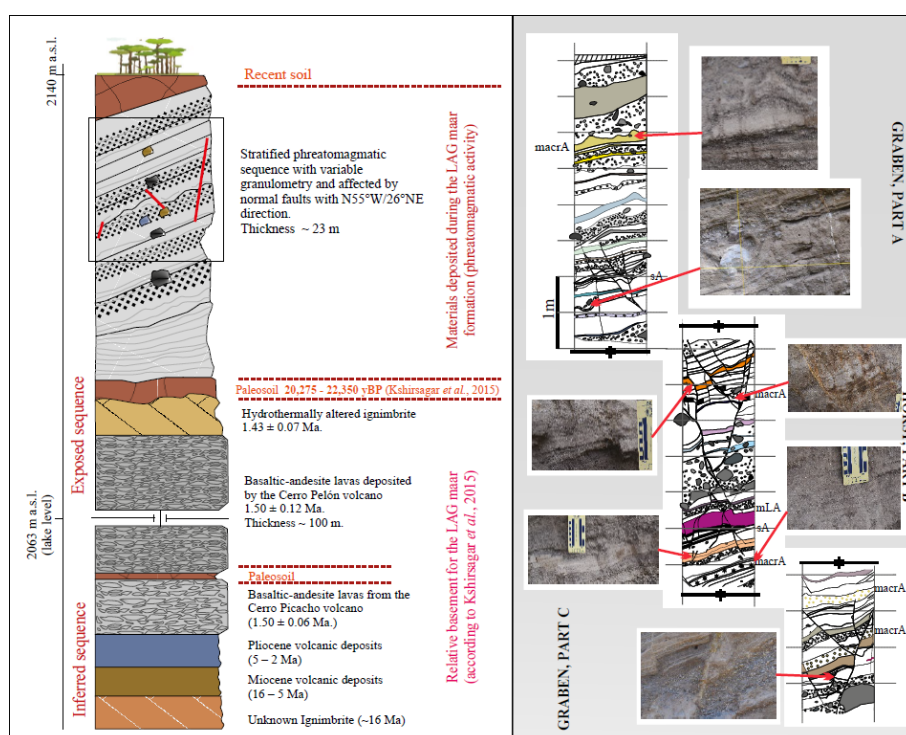 2140 m a.s.l.
Recent soil
Stratified phreatomagmatic
sequence with variable
granulometry and affected by
normal faults with N55°W/26°NE
direction.
Thickness ~ 23 m
Materials deposited during the LAG maar
formation (phreatomagmatic activity)
Paleosoil 20,275 - 22,350 yBP (Kshirsagar et al., 2015)
Hydrothermally altered ignimbrite
1.43 ± 0.07 Ma.
Exposed sequence
Basaltic-andesite lavas deposited
by the Cerro Pelón volcano
1.50 ± 0.12 Ma.
Thickness ~ 100 m.
2063 m a.s.l.
(lake level)
Paleosoil
Basaltic-andesite lavas from the
Cerro Picacho volcano
(1.50 ± 0.06 Ma.)
Pliocene volcanic deposits
(5 – 2 Ma)
Miocene volcanic deposits
(16 – 5 Ma)
Unknown Ignimbrite (~16 Ma)
Inferred sequence
Relative basement for the LAG maar
(according to Kshirsagar et al., 2015)
macrA
sA
1m
GRABEN, PART A
macrA
mLA
sA
macrA
macrA
macrA
GRABEN, PART C